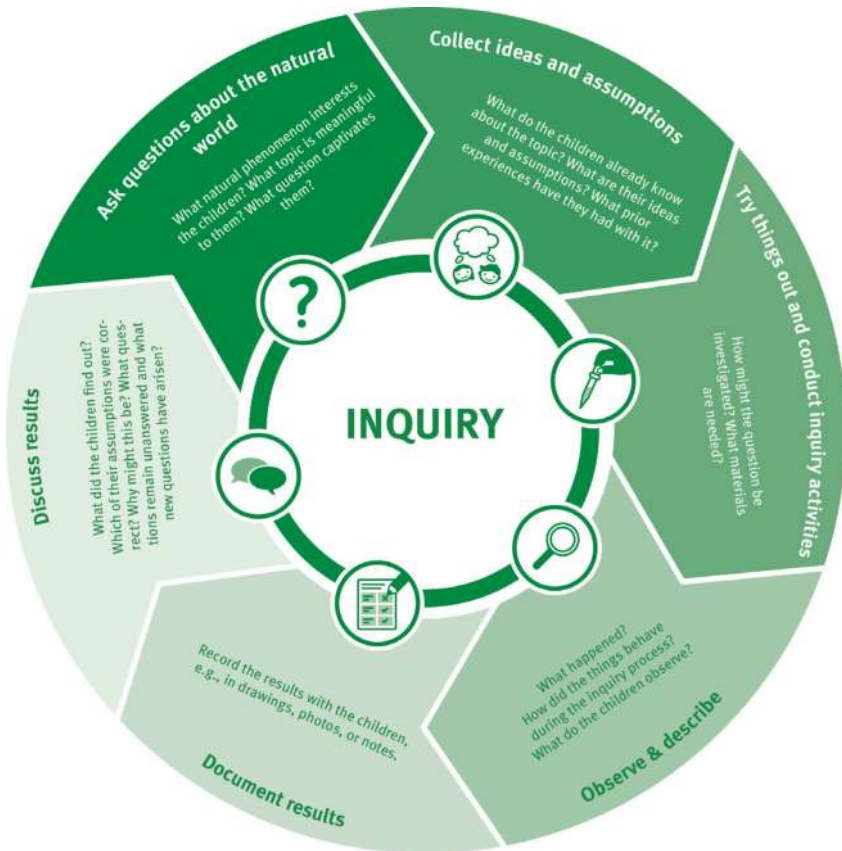 Ask questions about the natural
world
What natural phenomenon interests
the children? What topic is meaningful
to them? What question captivates
them?
Collect ideas and assumptions
What do the children already know
about the topic? What are their ideas
and assumptions? What prior
experiences have they had with it?
Try things out and conduct inquiry activities
How might the question be
investigated? What materials
are needed?
Observe & describe
What happened?
How did the things behave
during the inquiry process?
What do the children observe?
Document results
Record the results with the children,
e.g., in drawings, photos, or notes.
Discuss results
What did the children find out?
Which of their assumptions were cor-
rect? Why might this be? What ques-
tions remain unanswered and what
new questions have arisen?
?
INQUIRY